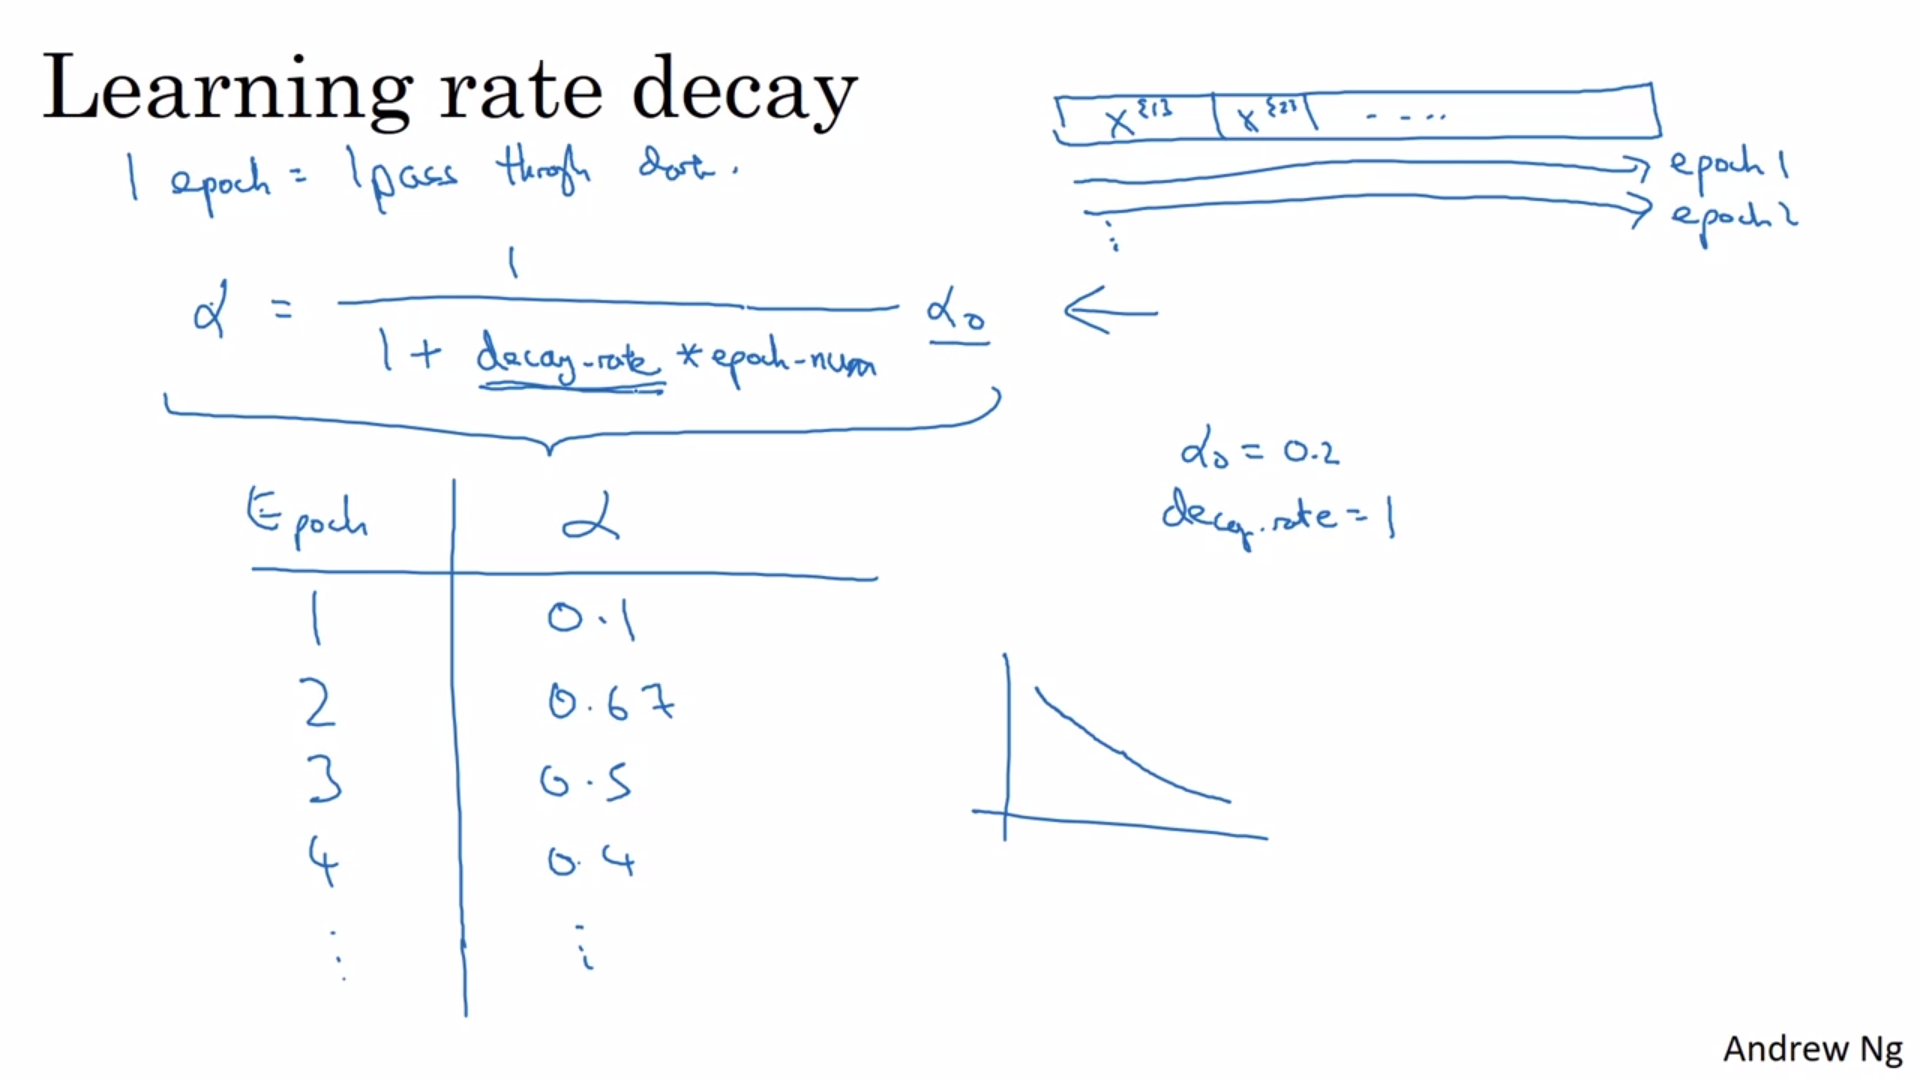 Learning rate decay
1 epoch = 1 pass throgh dat.
X{1} X{2} ....
epoch 1
epoch 2
⋮
α = 1 / 1 + decay-rate * epoch-num α₀ ←
α₀ = 0.2
decay.rate = 1
Epoch α
1 0.1
2 0.67
3 0.5
4 0.4
⋮ ⋮
Andrew Ng